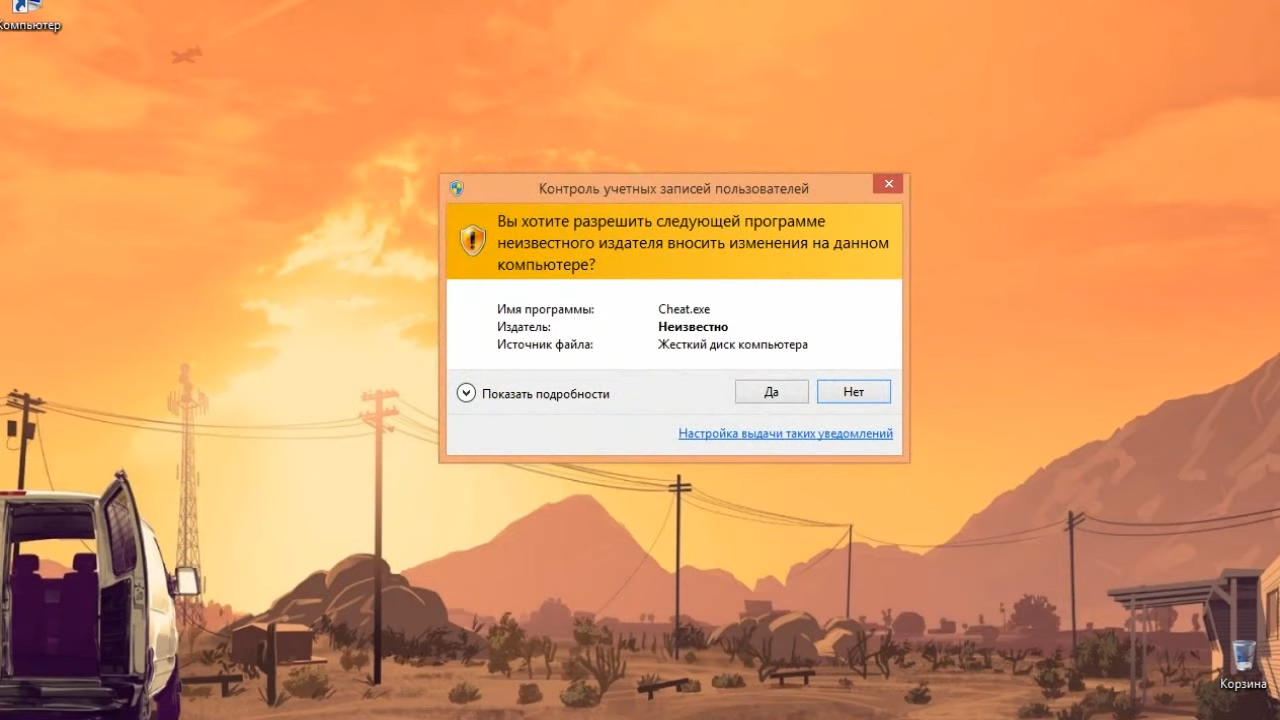 Компьютер
Контроль учетных записей пользователей
Вы хотите разрешить следующей программе
неизвестного издателя вносить изменения на данном
компьютере?
Имя программы: Cheat.exe
Издатель: Неизвестно
Источник файла: Жесткий диск компьютера
Показать подробности Да Нет
Настройка выдачи таких уведомлений
Корзина